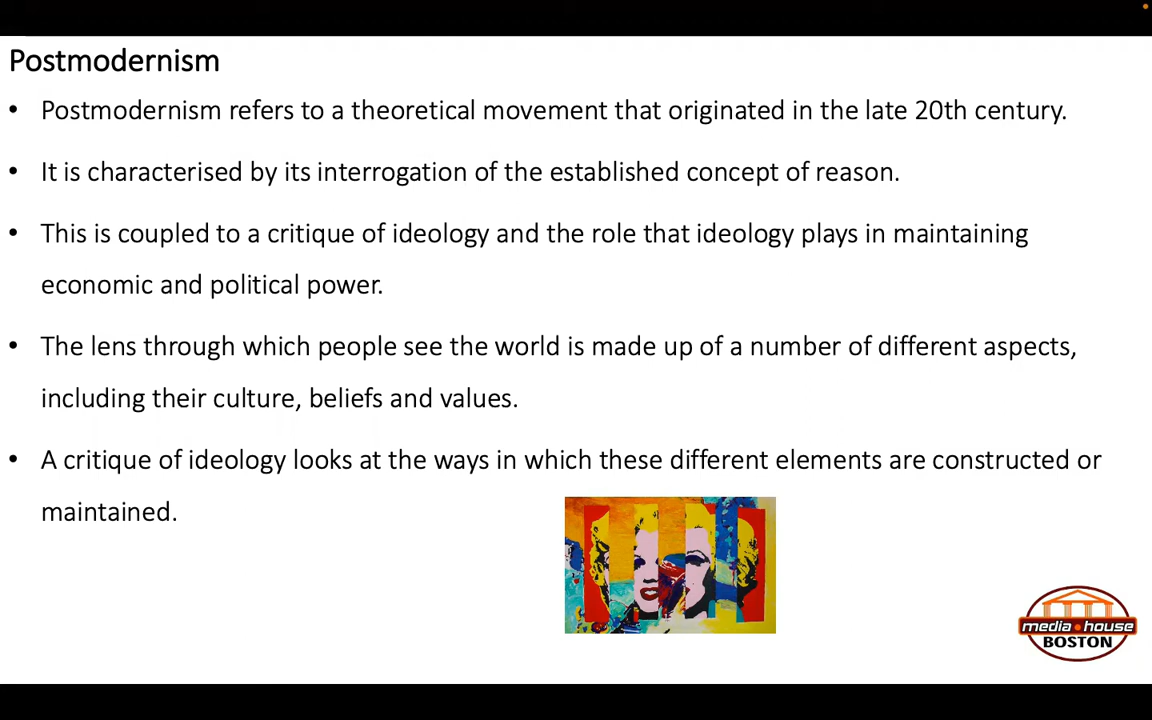 Postmodernism
• Postmodernism refers to a theoretical movement that originated in the late 20th century.
• It is characterised by its interrogation of the established concept of reason.
• This is coupled to a critique of ideology and the role that ideology plays in maintaining
economic and political power.
• The lens through which people see the world is made up of a number of different aspects,
including their culture, beliefs and values.
• A critique of ideology looks at the ways in which these different elements are constructed or
maintained.
media•house
BOSTON